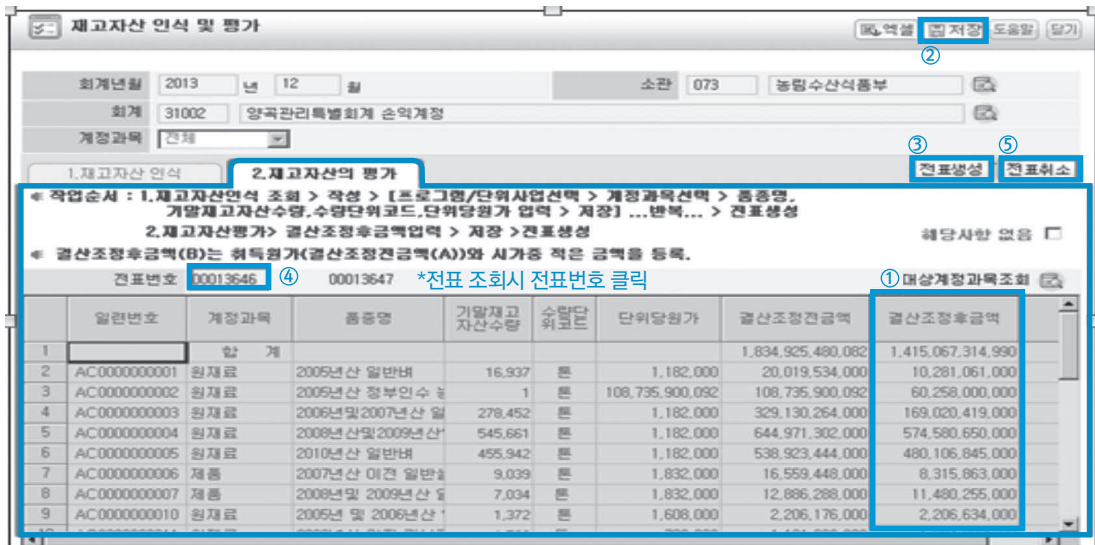 재고자산 인식 및 평가
엑셀 저장 도움말 닫기
②
회계년월 2013 년 12 월 소관 073 농림수산식품부
회계 31002 양곡관리특별회계 손익계정
계정과목 전체
③ ⑤
1.재고자산 인식 2.재고자산의 평가 전표생성 전표취소
작업순서 : 1.재고자산인식 조회 > 작성 > [프로그램/단위사업선택 > 계정과목선택 > 품종명,
기말재고자산수량,수량단위코드,단위당원가 입력 > 저장] ...반복... > 전표생성
2.재고자산평가> 결산조정후금액입력 > 저장 >전표생성
해당사항 없음
결산조정후금액(B)는 취득원가(결산조정전금액(A))와 시가중 적은 금액을 등록.
전표번호 00013646 ④ 00013647 *전표 조회시 전표번호 클릭 ①대상계정과목조회
일련번호 계정과목 품종명 기말재고자산수량 수량단위코드 단위당원가 결산조정전금액 결산조정후금액
1 합 계 1,834,925,480,082 1,415,067,314,990
2 AC0000000001 원재료 2005년산 일반벼 16,937 톤 1,182,000 20,019,534,000 10,281,061,000
3 AC0000000002 원재료 2005년산 정부인수 1 톤 108,735,900,092 108,735,900,092 60,258,000,000
4 AC0000000003 원재료 2006년및2007년산 일 278,452 톤 1,182,000 329,130,264,000 169,020,419,000
5 AC0000000004 원재료 2008년산및2009년산 545,661 톤 1,182,000 644,971,302,000 574,580,650,000
6 AC0000000005 원재료 2010년산 일반벼 455,942 톤 1,182,000 538,923,444,000 480,106,845,000
7 AC0000000006 제품 2007년산 이전 일반 9,039 톤 1,832,000 16,559,448,000 8,315,863,000
8 AC0000000007 제품 2008년및 2009년산 7,034 톤 1,832,000 12,886,288,000 11,480,255,000
9 AC0000000010 원재료 2005년 및 2006년산 1,372 톤 1,608,000 2,206,176,000 2,206,634,000